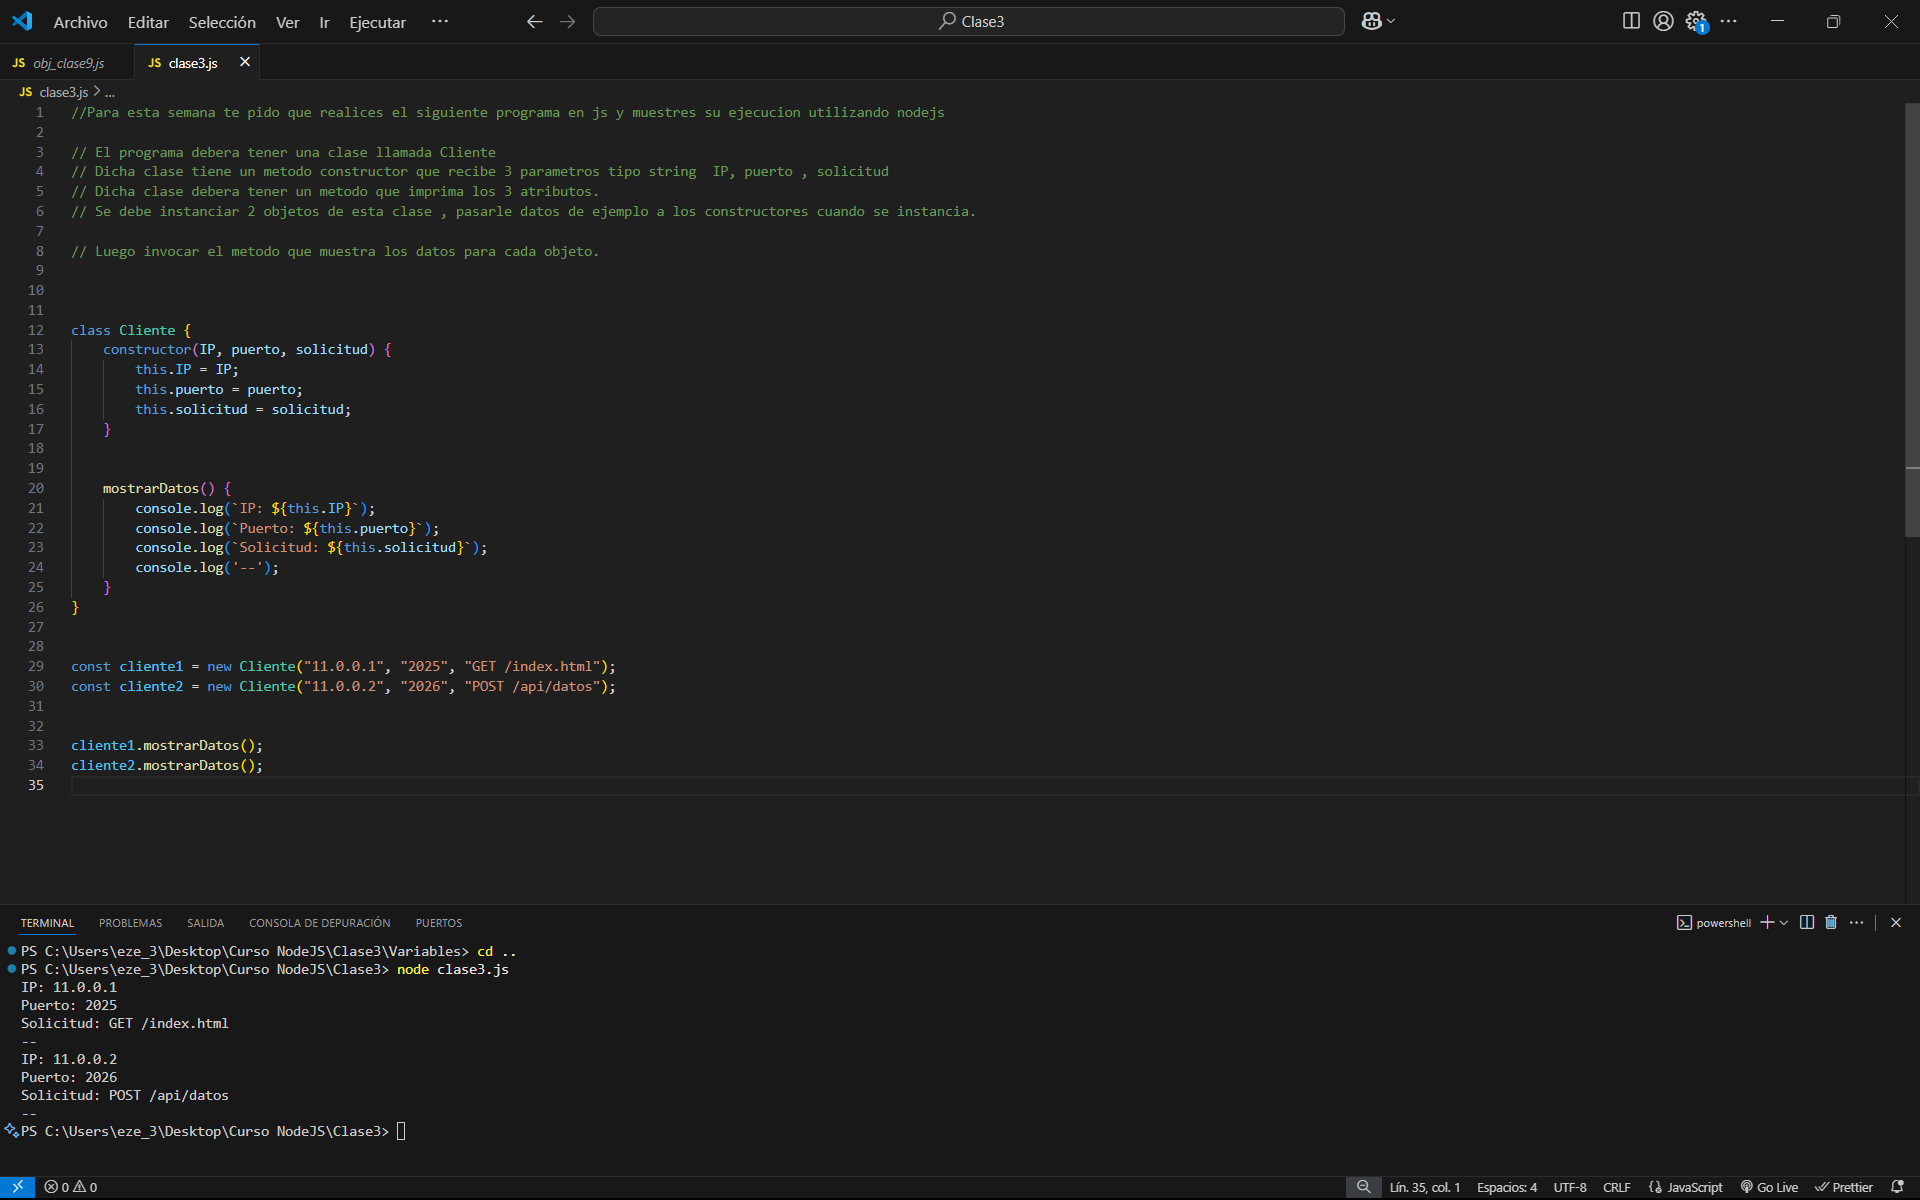 Archivo Editar Selección Ver Ir Ejecutar ··· Clase3 1
JS obj_clase9.js JS clase3.js
JS clase3.js > ...
1 //Para esta semana te pido que realices el siguiente programa en js y muestres su ejecucion utilizando nodejs
2
3 // El programa debera tener una clase llamada Cliente
4 // Dicha clase tiene un metodo constructor que recibe 3 parametros tipo string  IP, puerto , solicitud
5 // Dicha clase debera tener un metodo que imprima los 3 atributos.
6 // Se debe instanciar 2 objetos de esta clase , pasarle datos de ejemplo a los constructores cuando se instancia.
7
8 // Luego invocar el metodo que muestra los datos para cada objeto.
9
10
11
12 class Cliente {
13     constructor(IP, puerto, solicitud) {
14         this.IP = IP;
15         this.puerto = puerto;
16         this.solicitud = solicitud;
17     }
18
19
20     mostrarDatos() {
21         console.log(`IP: ${this.IP}`);
22         console.log(`Puerto: ${this.puerto}`);
23         console.log(`Solicitud: ${this.solicitud}`);
24         console.log('--');
25     }
26 }
27
28
29 const cliente1 = new Cliente("11.0.0.1", "2025", "GET /index.html");
30 const cliente2 = new Cliente("11.0.0.2", "2026", "POST /api/datos");
31
32
33 cliente1.mostrarDatos();
34 cliente2.mostrarDatos();
35
TERMINAL PROBLEMAS SALIDA CONSOLA DE DEPURACIÓN PUERTOS powershell
PS C:\Users\eze_3\Desktop\Curso NodeJS\Clase3\Variables> cd ..
PS C:\Users\eze_3\Desktop\Curso NodeJS\Clase3> node clase3.js
IP: 11.0.0.1
Puerto: 2025
Solicitud: GET /index.html
--
IP: 11.0.0.2
Puerto: 2026
Solicitud: POST /api/datos
--
PS C:\Users\eze_3\Desktop\Curso NodeJS\Clase3>
0 0 Lín. 35, col. 1 Espacios: 4 UTF-8 CRLF {} JavaScript Go Live Prettier